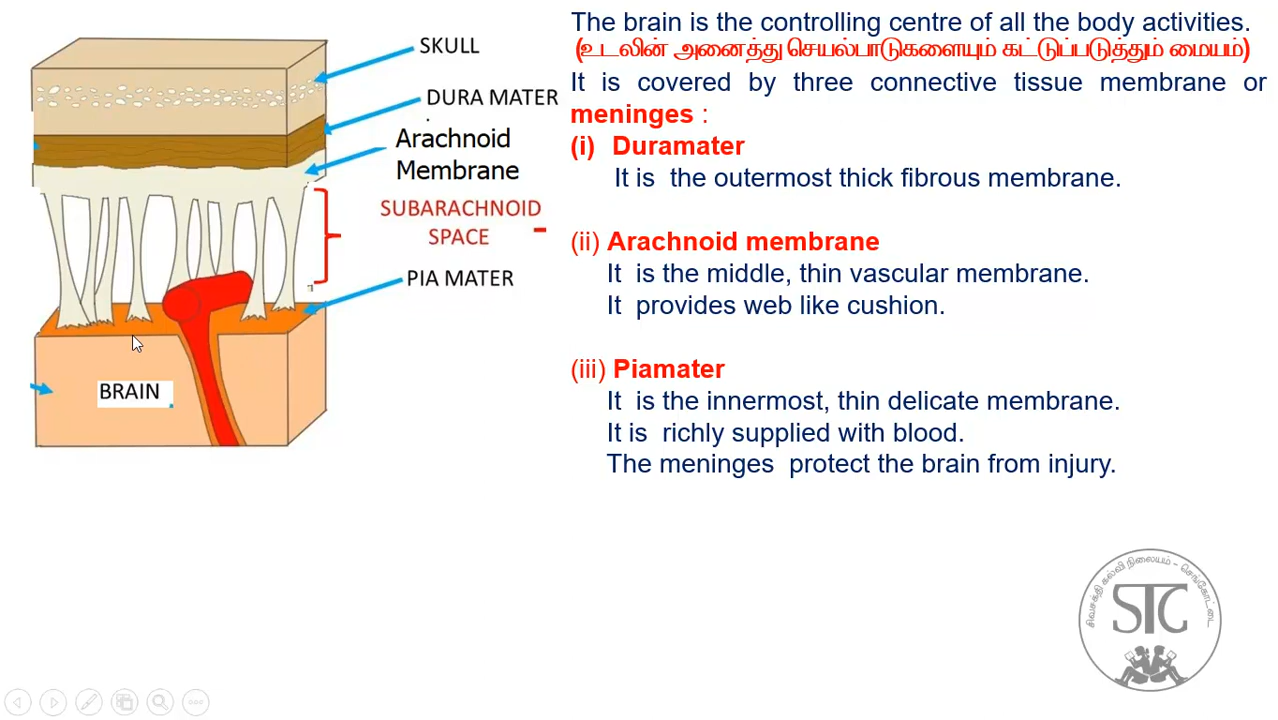 SKULL
DURA MATER
Arachnoid
Membrane
SUBARACHNOID
SPACE
PIA MATER
BRAIN
The brain is the controlling centre of all the body activities.
(உடலின் அனைத்து செயல்பாடுகளையும் கட்டுப்படுத்தும் மையம்)
It is covered by three connective tissue membrane or
meninges :
(i) Duramater
It is the outermost thick fibrous membrane.
(ii) Arachnoid membrane
It is the middle, thin vascular membrane.
It provides web like cushion.
(iii) Piamater
It is the innermost, thin delicate membrane.
It is richly supplied with blood.
The meninges protect the brain from injury.
சிவசக்தி கல்வி நிலையம் - செங்கோட்டை
STC